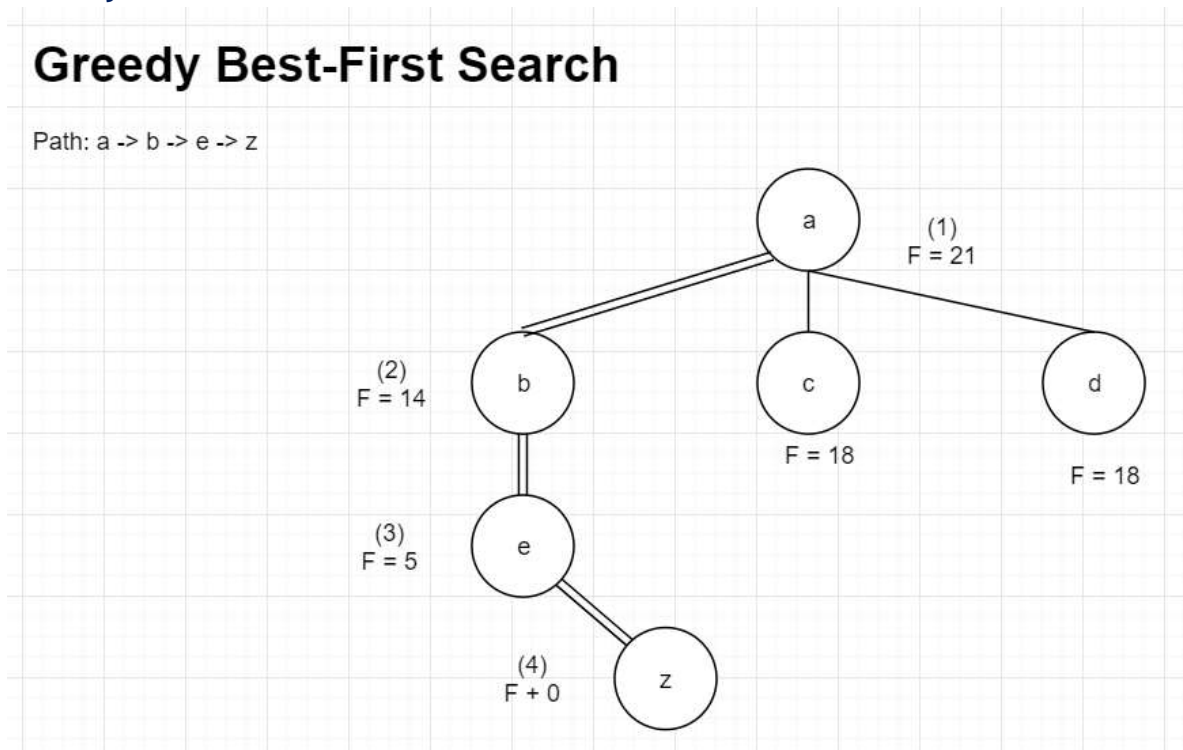 Greedy Best-First Search
Path: a -> b -> e -> z
a
(1)
F = 21
b
(2)
F = 14
c
F = 18
d
F = 18
e
(3)
F = 5
z
(4)
F + 0